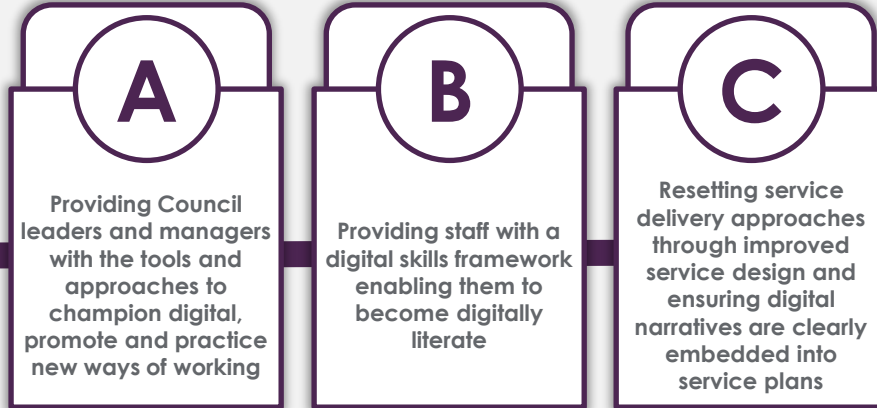 A
Providing Council
leaders and managers
with the tools and
approaches to
champion digital,
promote and practice
new ways of working
B
Providing staff with a
digital skills framework
enabling them to
become digitally
literate
C
Resetting service
delivery approaches
through improved
service design and
ensuring digital
narratives are clearly
embedded into
service plans